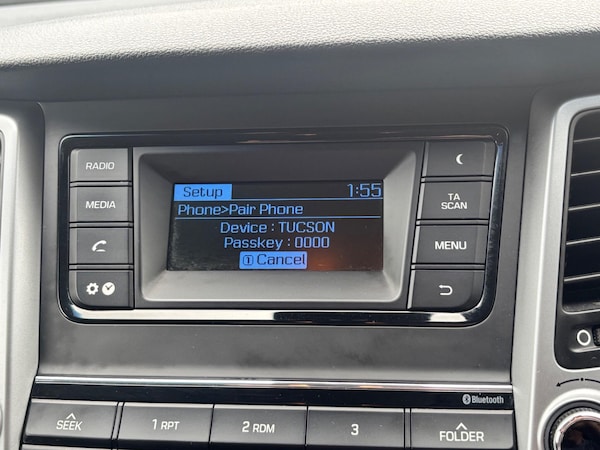 RADIO
MEDIA
Setup 1:55
Phone>Pair Phone
Device : TUCSON
Passkey : 0000
1 Cancel
TA
SCAN
MENU
Bluetooth
SEEK
1 RPT
2 RDM
3
FOLDER